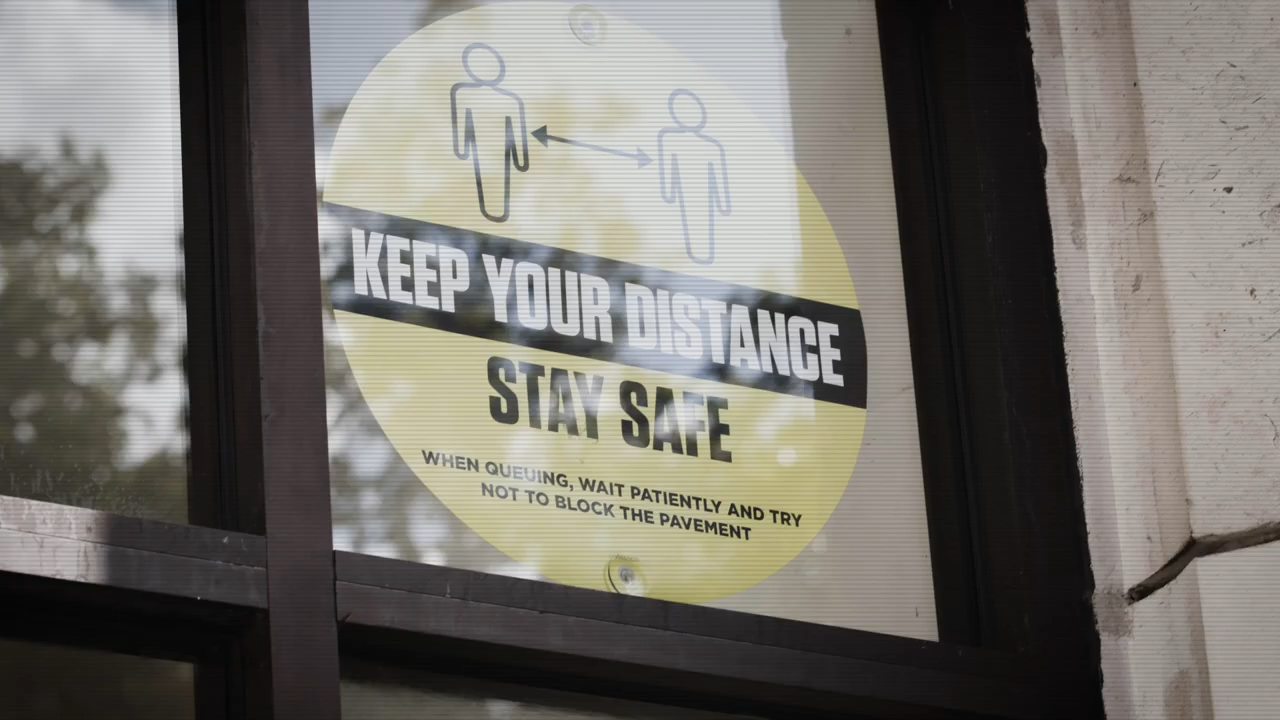 KEEP YOUR DISTANCE
STAY SAFE
WHEN QUEUING, WAIT PATIENTLY AND TRY
NOT TO BLOCK THE PAVEMENT